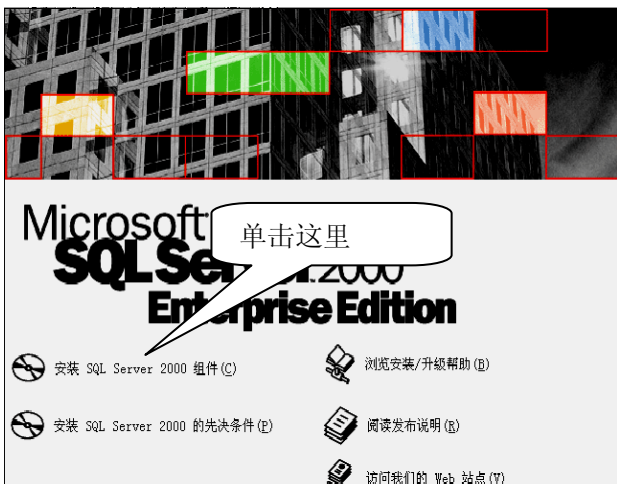 Microsoft
单击这里
SQL Server 2000
Enterprise Edition
安装 SQL Server 2000 组件(C)
浏览安装/升级帮助(B)
安装 SQL Server 2000 的先决条件(P)
阅读发布说明(R)
访问我们的 Web 站点(V)